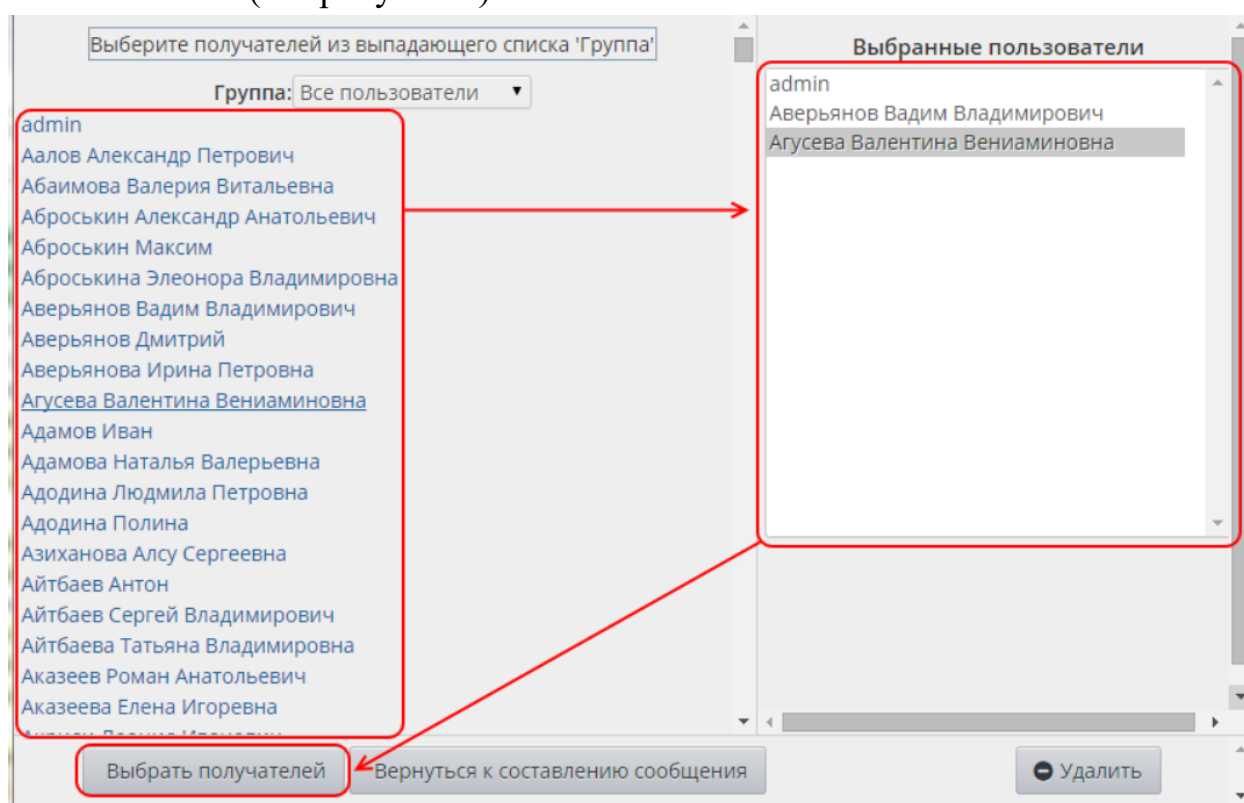 Выберите получателей из выпадающего списка 'Группа'
Группа: Все пользователи
admin
Аалов Александр Петрович
Абаимова Валерия Витальевна
Аброськин Александр Анатольевич
Аброськин Максим
Аброськина Элеонора Владимировна
Аверьянов Вадим Владимирович
Аверьянов Дмитрий
Аверьянова Ирина Петровна
Агусева Валентина Вениаминовна
Адамов Иван
Адамова Наталья Валерьевна
Адодина Людмила Петровна
Адодина Полина
Азиханова Алсу Сергеевна
Айтбаев Антон
Айтбаев Сергей Владимирович
Айтбаева Татьяна Владимировна
Аказеев Роман Анатольевич
Аказеева Елена Игоревна
Выбранные пользователи
admin
Аверьянов Вадим Владимирович
Агусева Валентина Вениаминовна
Выбрать получателей
Вернуться к составлению сообщения
Удалить